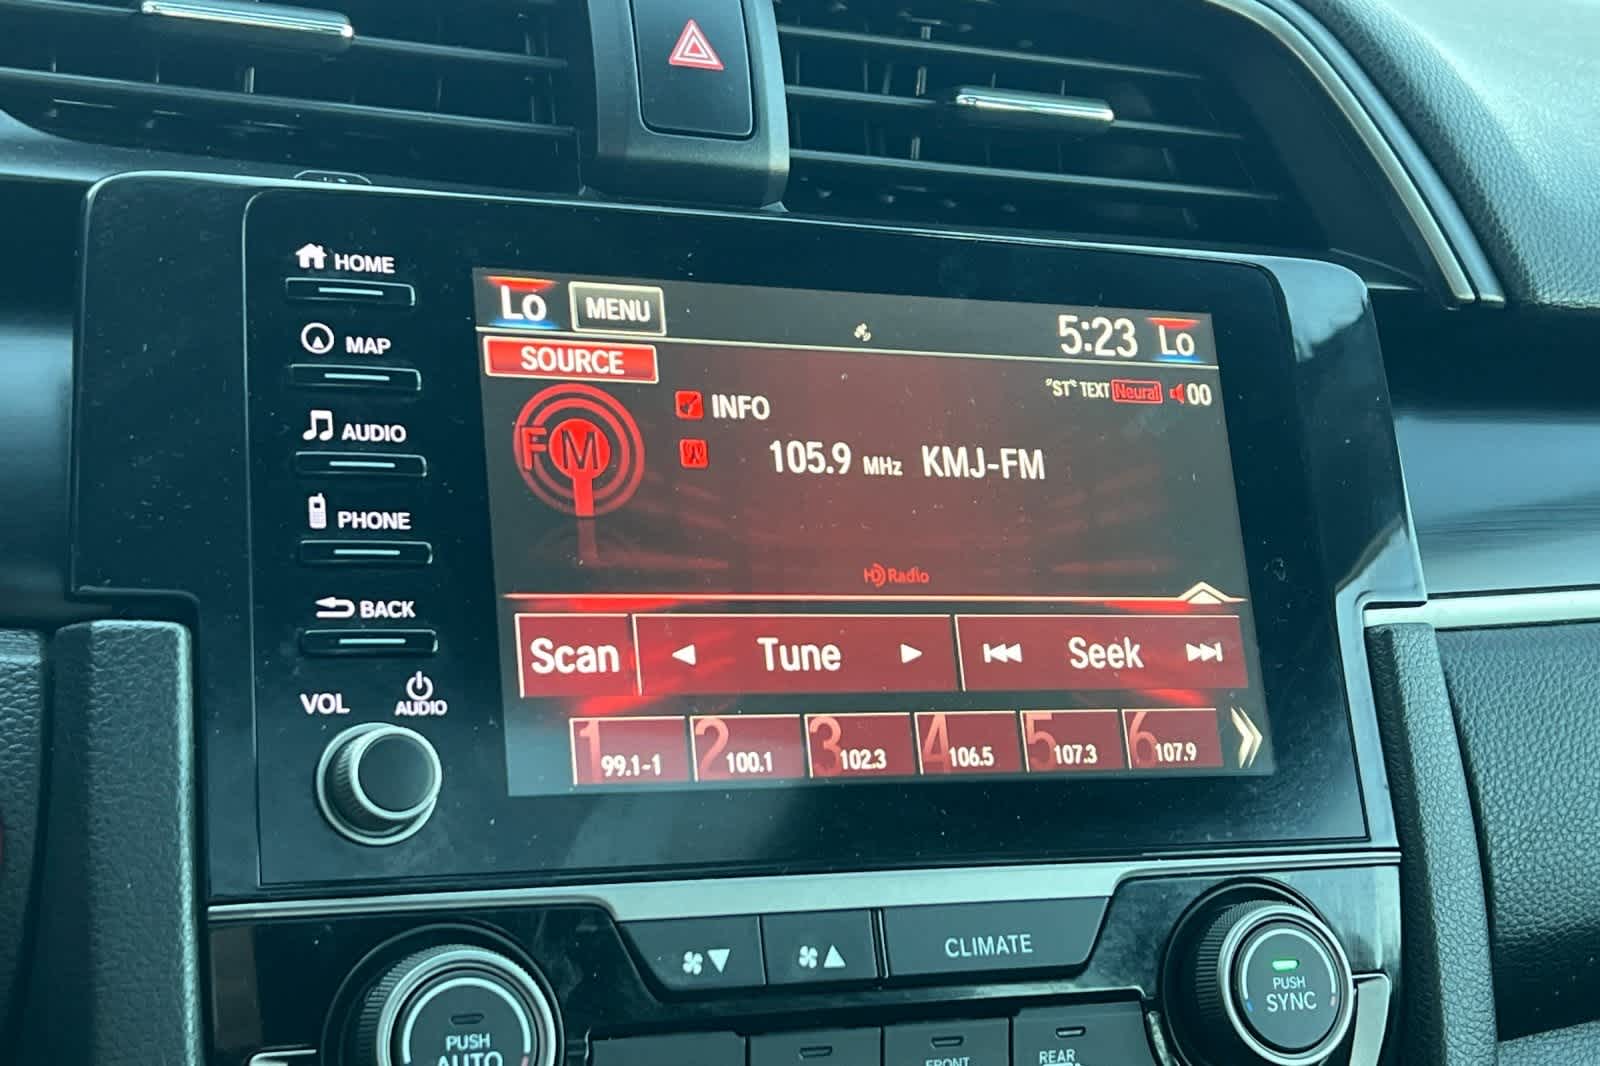 HOME
MAP
AUDIO
PHONE
BACK
VOL
AUDIO
Lo
MENU
5:23
Lo
SOURCE
"ST" TEXT Neural 00
FM
INFO
105.9 MHz KMJ-FM
HD Radio
Scan
Tune
Seek
1 99.1-1
2 100.1
3 102.3
4 106.5
5 107.3
6 107.9
CLIMATE
PUSH
AUTO
FRONT
REAR
PUSH
SYNC